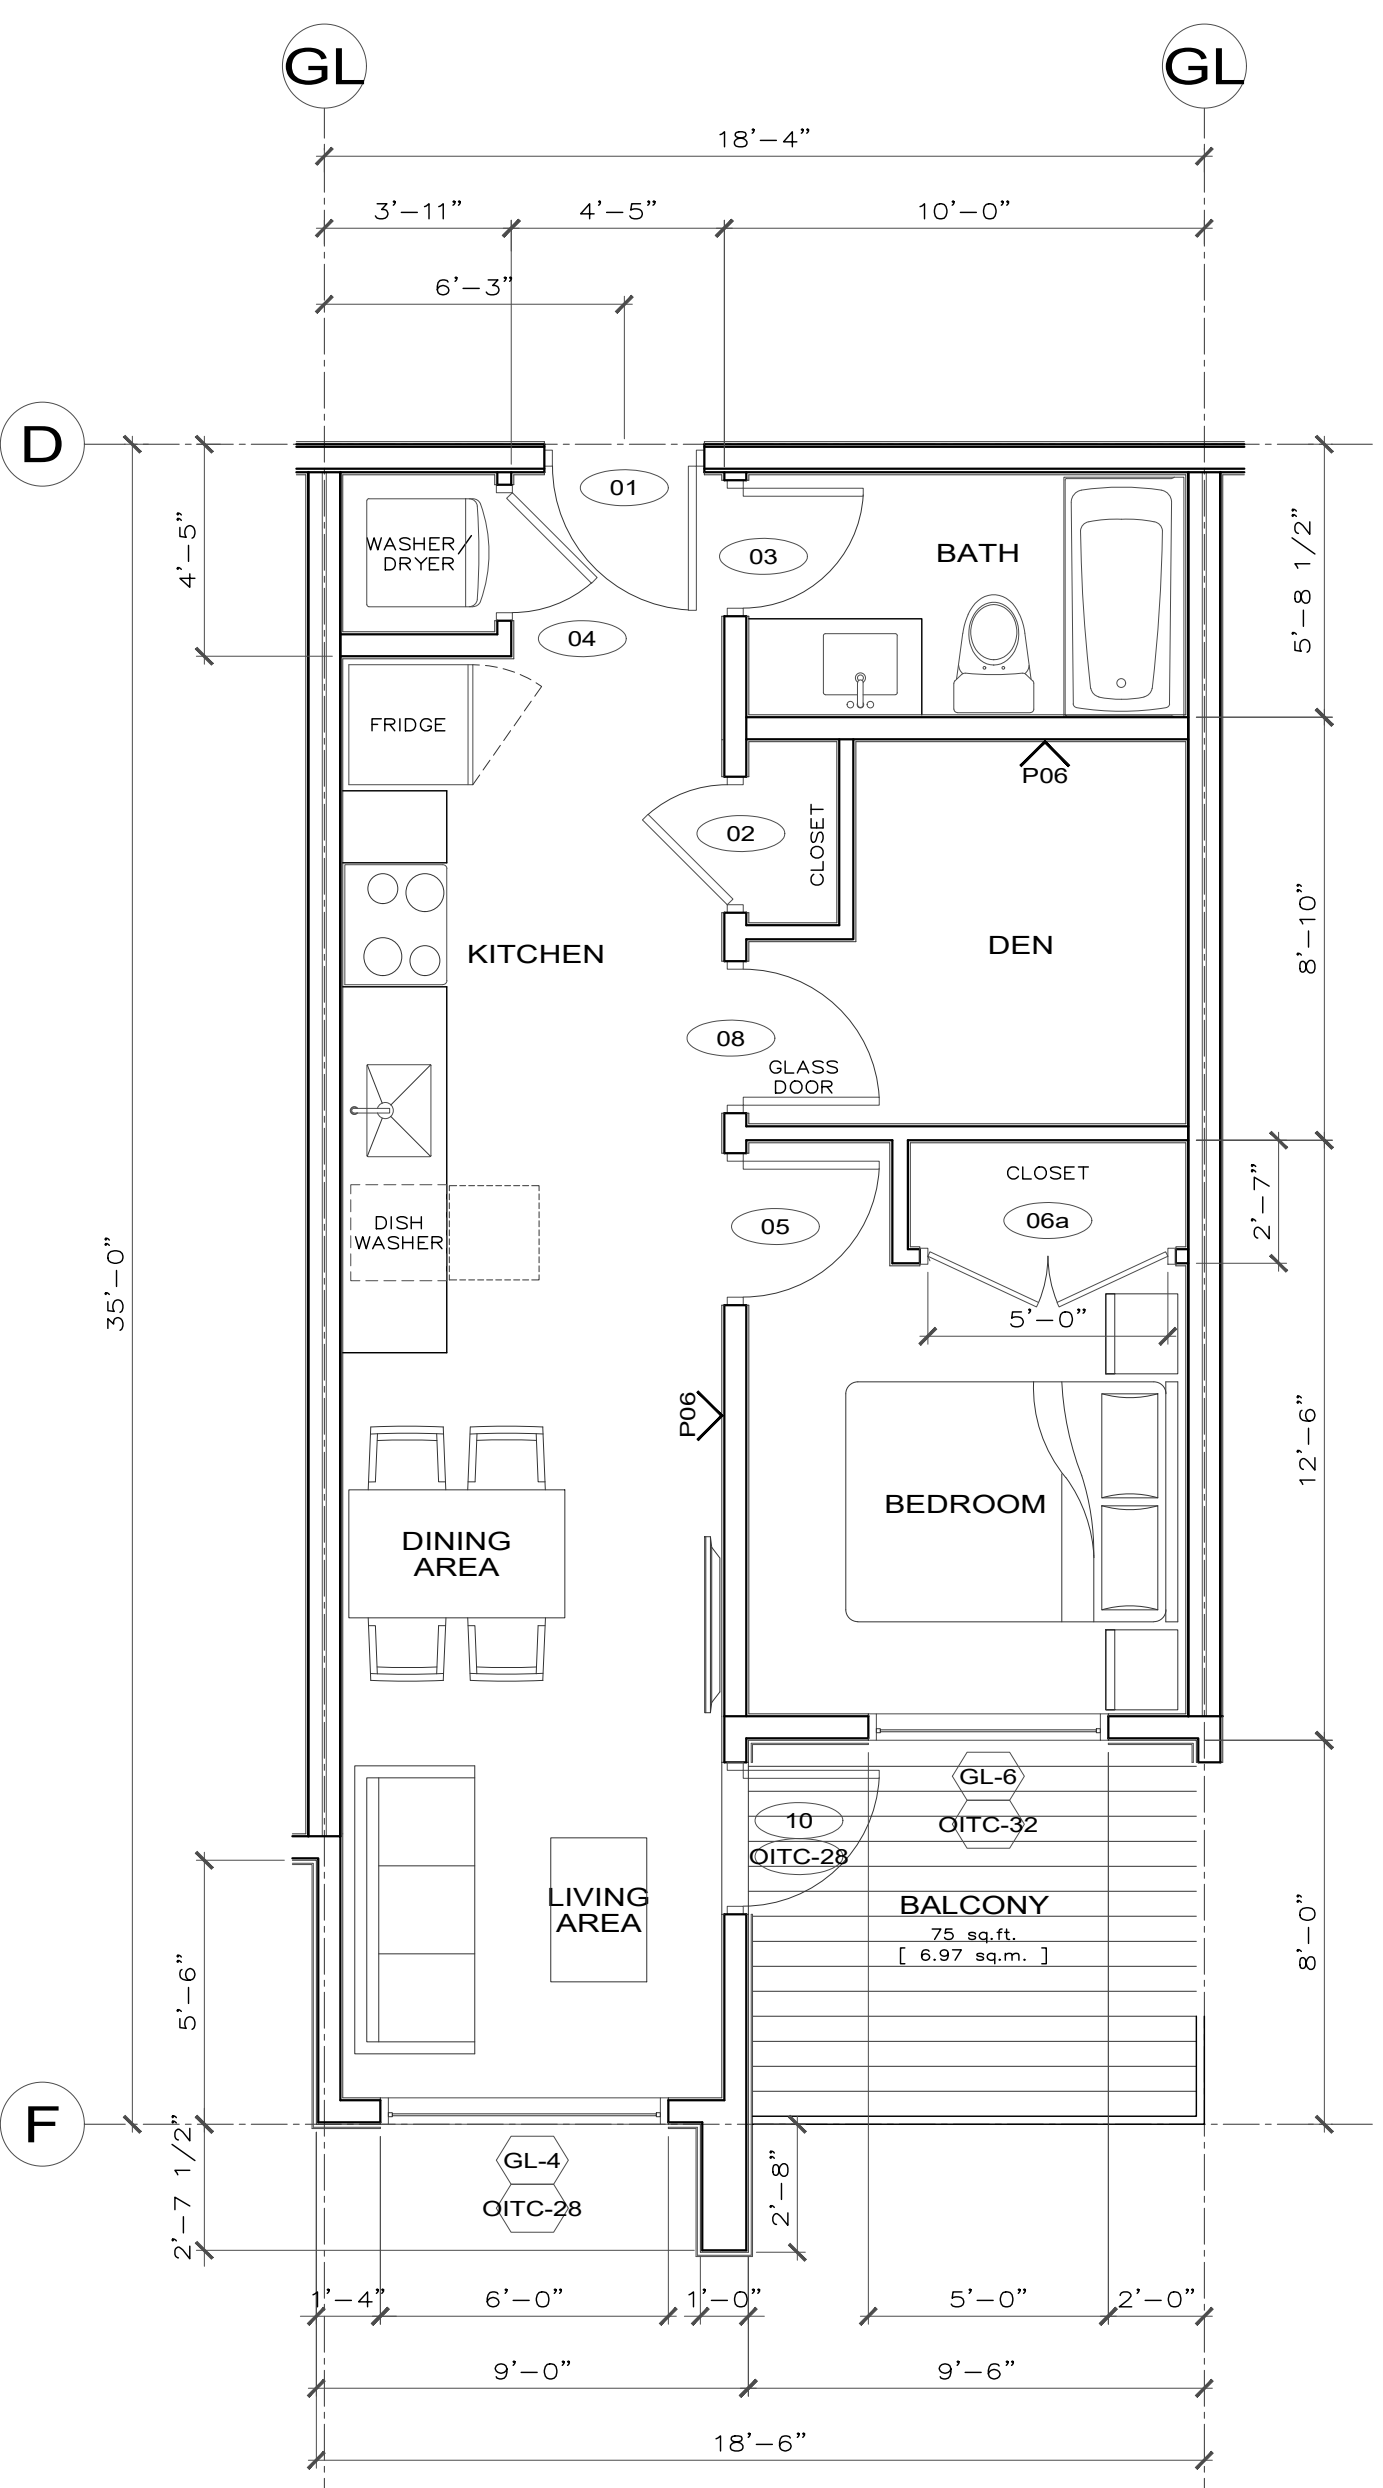 GL
GL
18'-4"
3'-11"
4'-5"
10'-0"
6'-3"
D
01
4'-5"
WASHER/
DRYER
03
BATH
5'-8 1/2"
04
FRIDGE
P06
02
CLOSET
KITCHEN
DEN
8'-10"
08
GLASS
DOOR
CLOSET
06a
2'-7"
DISH
WASHER
05
35'-0"
5'-0"
P06
12'-6"
BEDROOM
DINING
AREA
GL-6
OITC-32
10
OITC-28
LIVING
AREA
BALCONY
75 sq.ft.
[ 6.97 sq.m. ]
8'-0"
5'-6"
F
2'-7 1/2"
GL-4
OITC-28
2'-8"
1'-4"
6'-0"
1'-0"
5'-0"
2'-0"
9'-0"
9'-6"
18'-6"